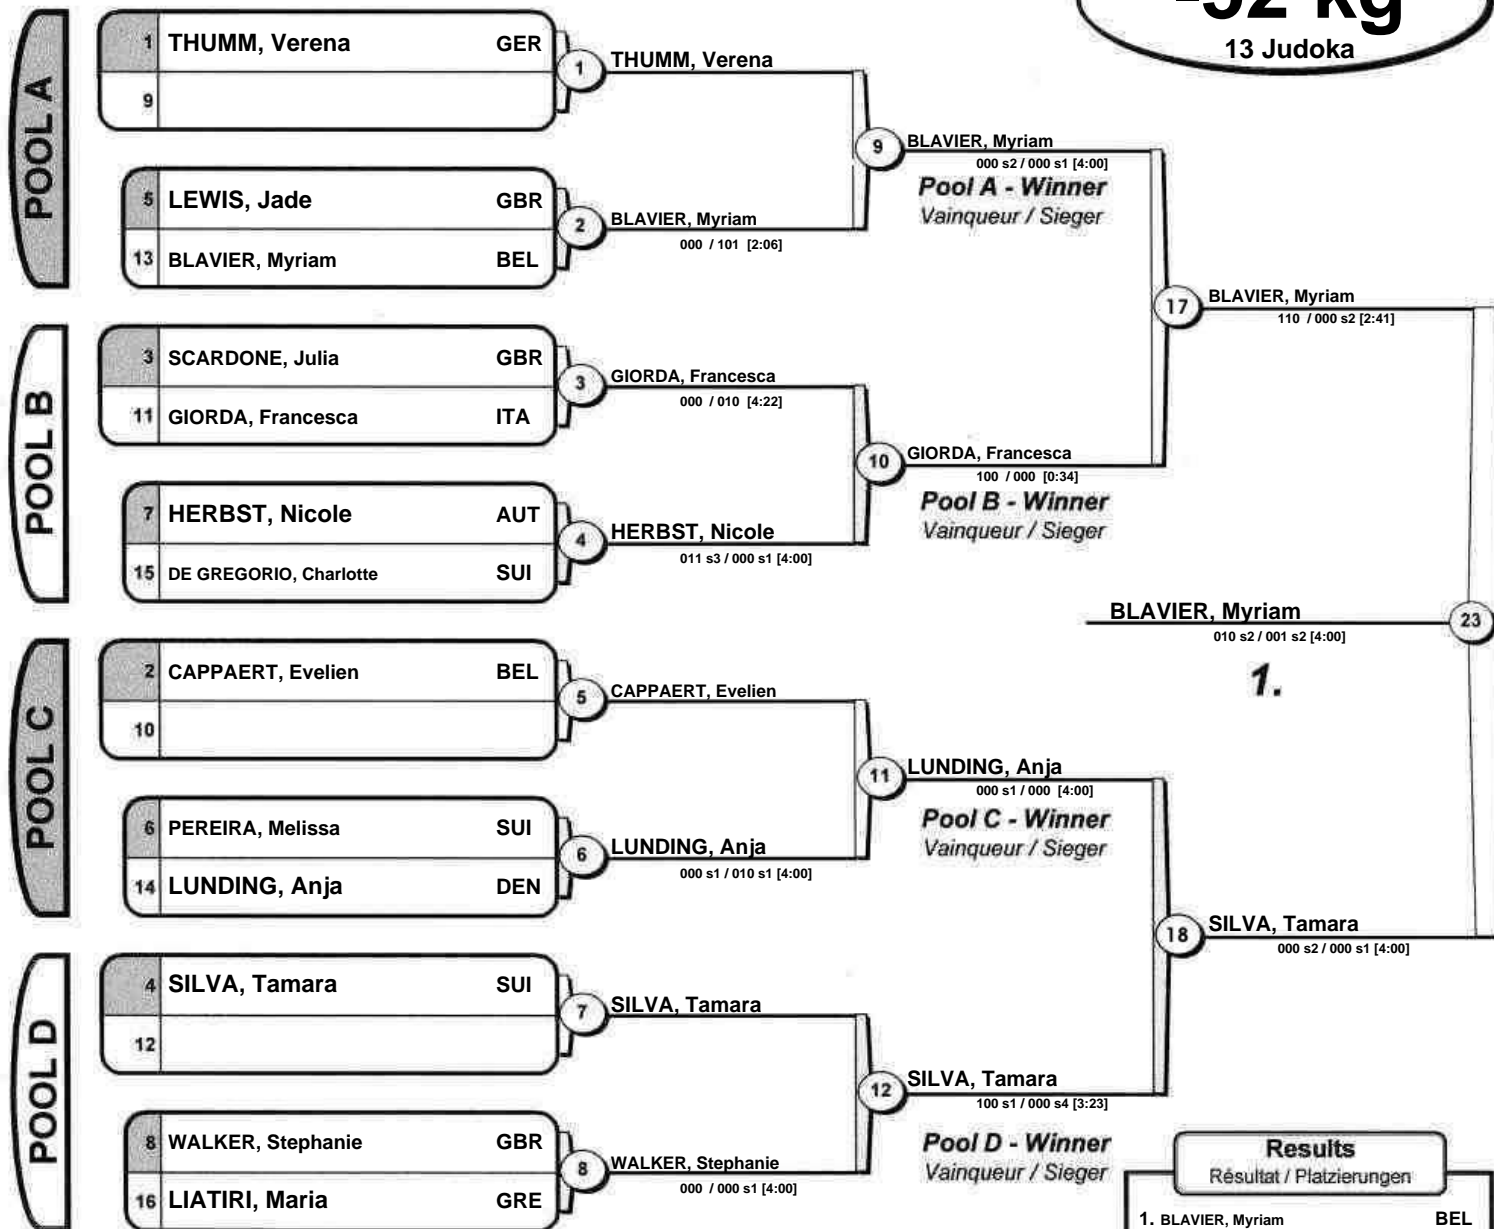 -52 kg
13 Judoka
POOL A
1 THUMM, Verena GER
9
1 THUMM, Verena
5 LEWIS, Jade GBR
13 BLAVIER, Myriam BEL
2 BLAVIER, Myriam
000 / 101 [2:06]
9 BLAVIER, Myriam
000 s2 / 000 s1 [4:00]
Pool A - Winner
Vainqueur / Sieger
POOL B
3 SCARDONE, Julia GBR
11 GIORDA, Francesca ITA
3 GIORDA, Francesca
000 / 010 [4:22]
7 HERBST, Nicole AUT
15 DE GREGORIO, Charlotte SUI
4 HERBST, Nicole
011 s3 / 000 s1 [4:00]
10 GIORDA, Francesca
100 / 000 [0:34]
Pool B - Winner
Vainqueur / Sieger
17 BLAVIER, Myriam
110 / 000 s2 [2:41]
POOL C
2 CAPPAERT, Evelien BEL
10
5 CAPPAERT, Evelien
6 PEREIRA, Melissa SUI
14 LUNDING, Anja DEN
6 LUNDING, Anja
000 s1 / 010 s1 [4:00]
11 LUNDING, Anja
000 s1 / 000 [4:00]
Pool C - Winner
Vainqueur / Sieger
POOL D
4 SILVA, Tamara SUI
12
7 SILVA, Tamara
8 WALKER, Stephanie GBR
16 LIATIRI, Maria GRE
8 WALKER, Stephanie
000 / 000 s1 [4:00]
12 SILVA, Tamara
100 s1 / 000 s4 [3:23]
Pool D - Winner
Vainqueur / Sieger
18 SILVA, Tamara
000 s2 / 000 s1 [4:00]
BLAVIER, Myriam 23
010 s2 / 001 s2 [4:00]
1.
Results
Résultat / Platzierungen
1. BLAVIER, Myriam BEL